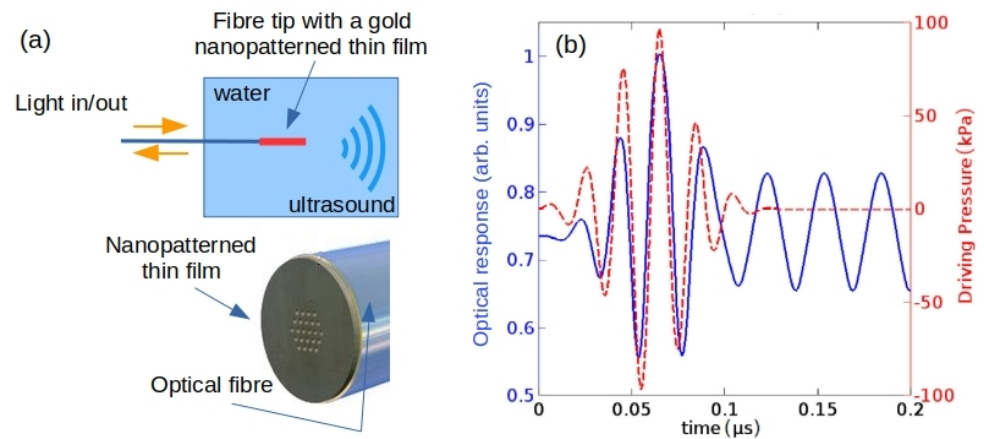 (a)
Fibre tip with a gold
nanopatterned thin film
Light in/out
water
ultrasound
Nanopatterned
thin film
Optical fibre
(b)
Optical response (arb. units)
1
0.9
0.8
0.7
0.6
0.5
0
0.05
0.1
0.15
0.2
time (μs)
100
50
0
-50
-100
Driving Pressure (kPa)